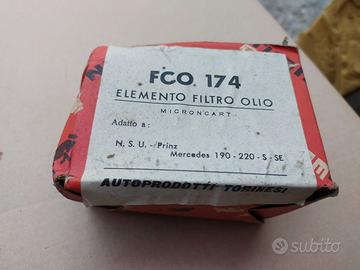 FCO. 174
ELEMENTO FILTRO OLIO
MICRONCART
Adatto a:
N. S. U. - Prinz
Mercedes 190 - 220 - S - SE
AUTOPRODOTTI TORINESI
subito